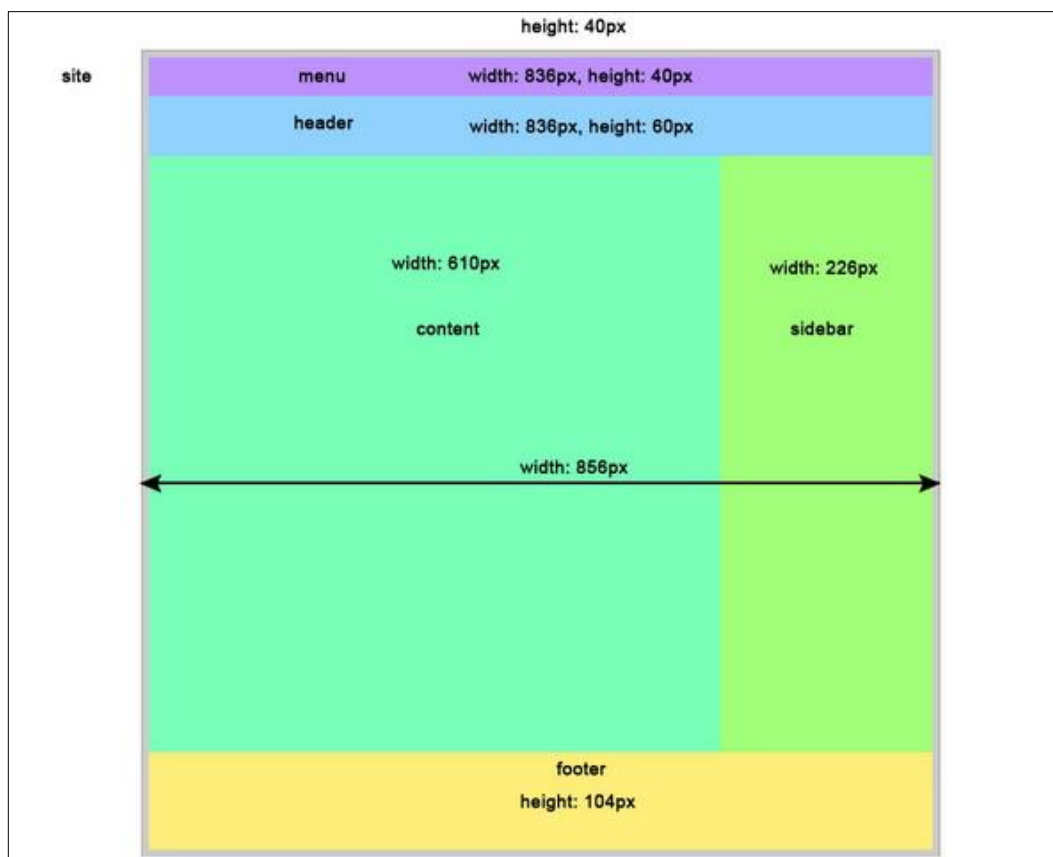 height: 40px
site
menu width: 836px, height: 40px
header width: 836px, height: 60px
width: 610px
width: 226px
content
sidebar
width: 856px
footer
height: 104px